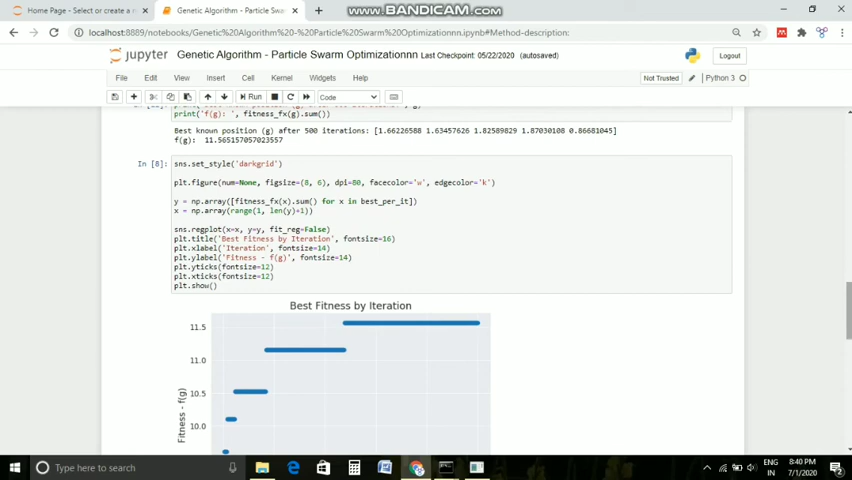 Home Page - Select or create a n
Genetic Algorithm - Particle Swar
www.BANDICAM.com
localhost:8889/notebooks/Genetic%20Algorithm%20-%20Particle%20Swarm%20Optimizationnn.ipynb#Method-description:
jupyter Genetic Algorithm - Particle Swarm Optimizationnn Last Checkpoint: 05/22/2020 (autosaved)
Logout
File Edit View Insert Cell Kernel Widgets Help
Not Trusted
Python 3
Run
Code
print('f(g): ', fitness_fx(g).sum())
Best known position (g) after 500 iterations: [1.66226588 1.63457626 1.82589829 1.87030108 0.86681045]
f(g): 11.565157057023557
In [8]:
sns.set_style('darkgrid')
plt.figure(num=None, figsize=(8, 6), dpi=80, facecolor='w', edgecolor='k')
y = np.array([fitness_fx(x).sum() for x in best_per_it])
x = np.array(range(1, len(y)+1))
sns.regplot(x=x, y=y, fit_reg=False)
plt.title('Best Fitness by Iteration', fontsize=16)
plt.xlabel('Iteration', fontsize=14)
plt.ylabel('Fitness - f(g)', fontsize=14)
plt.yticks(fontsize=12)
plt.xticks(fontsize=12)
plt.show()
Best Fitness by Iteration
11.5
11.0
10.5
10.0
Fitness - f(g)
Type here to search
ENG
IN
8:40 PM
7/1/2020
2